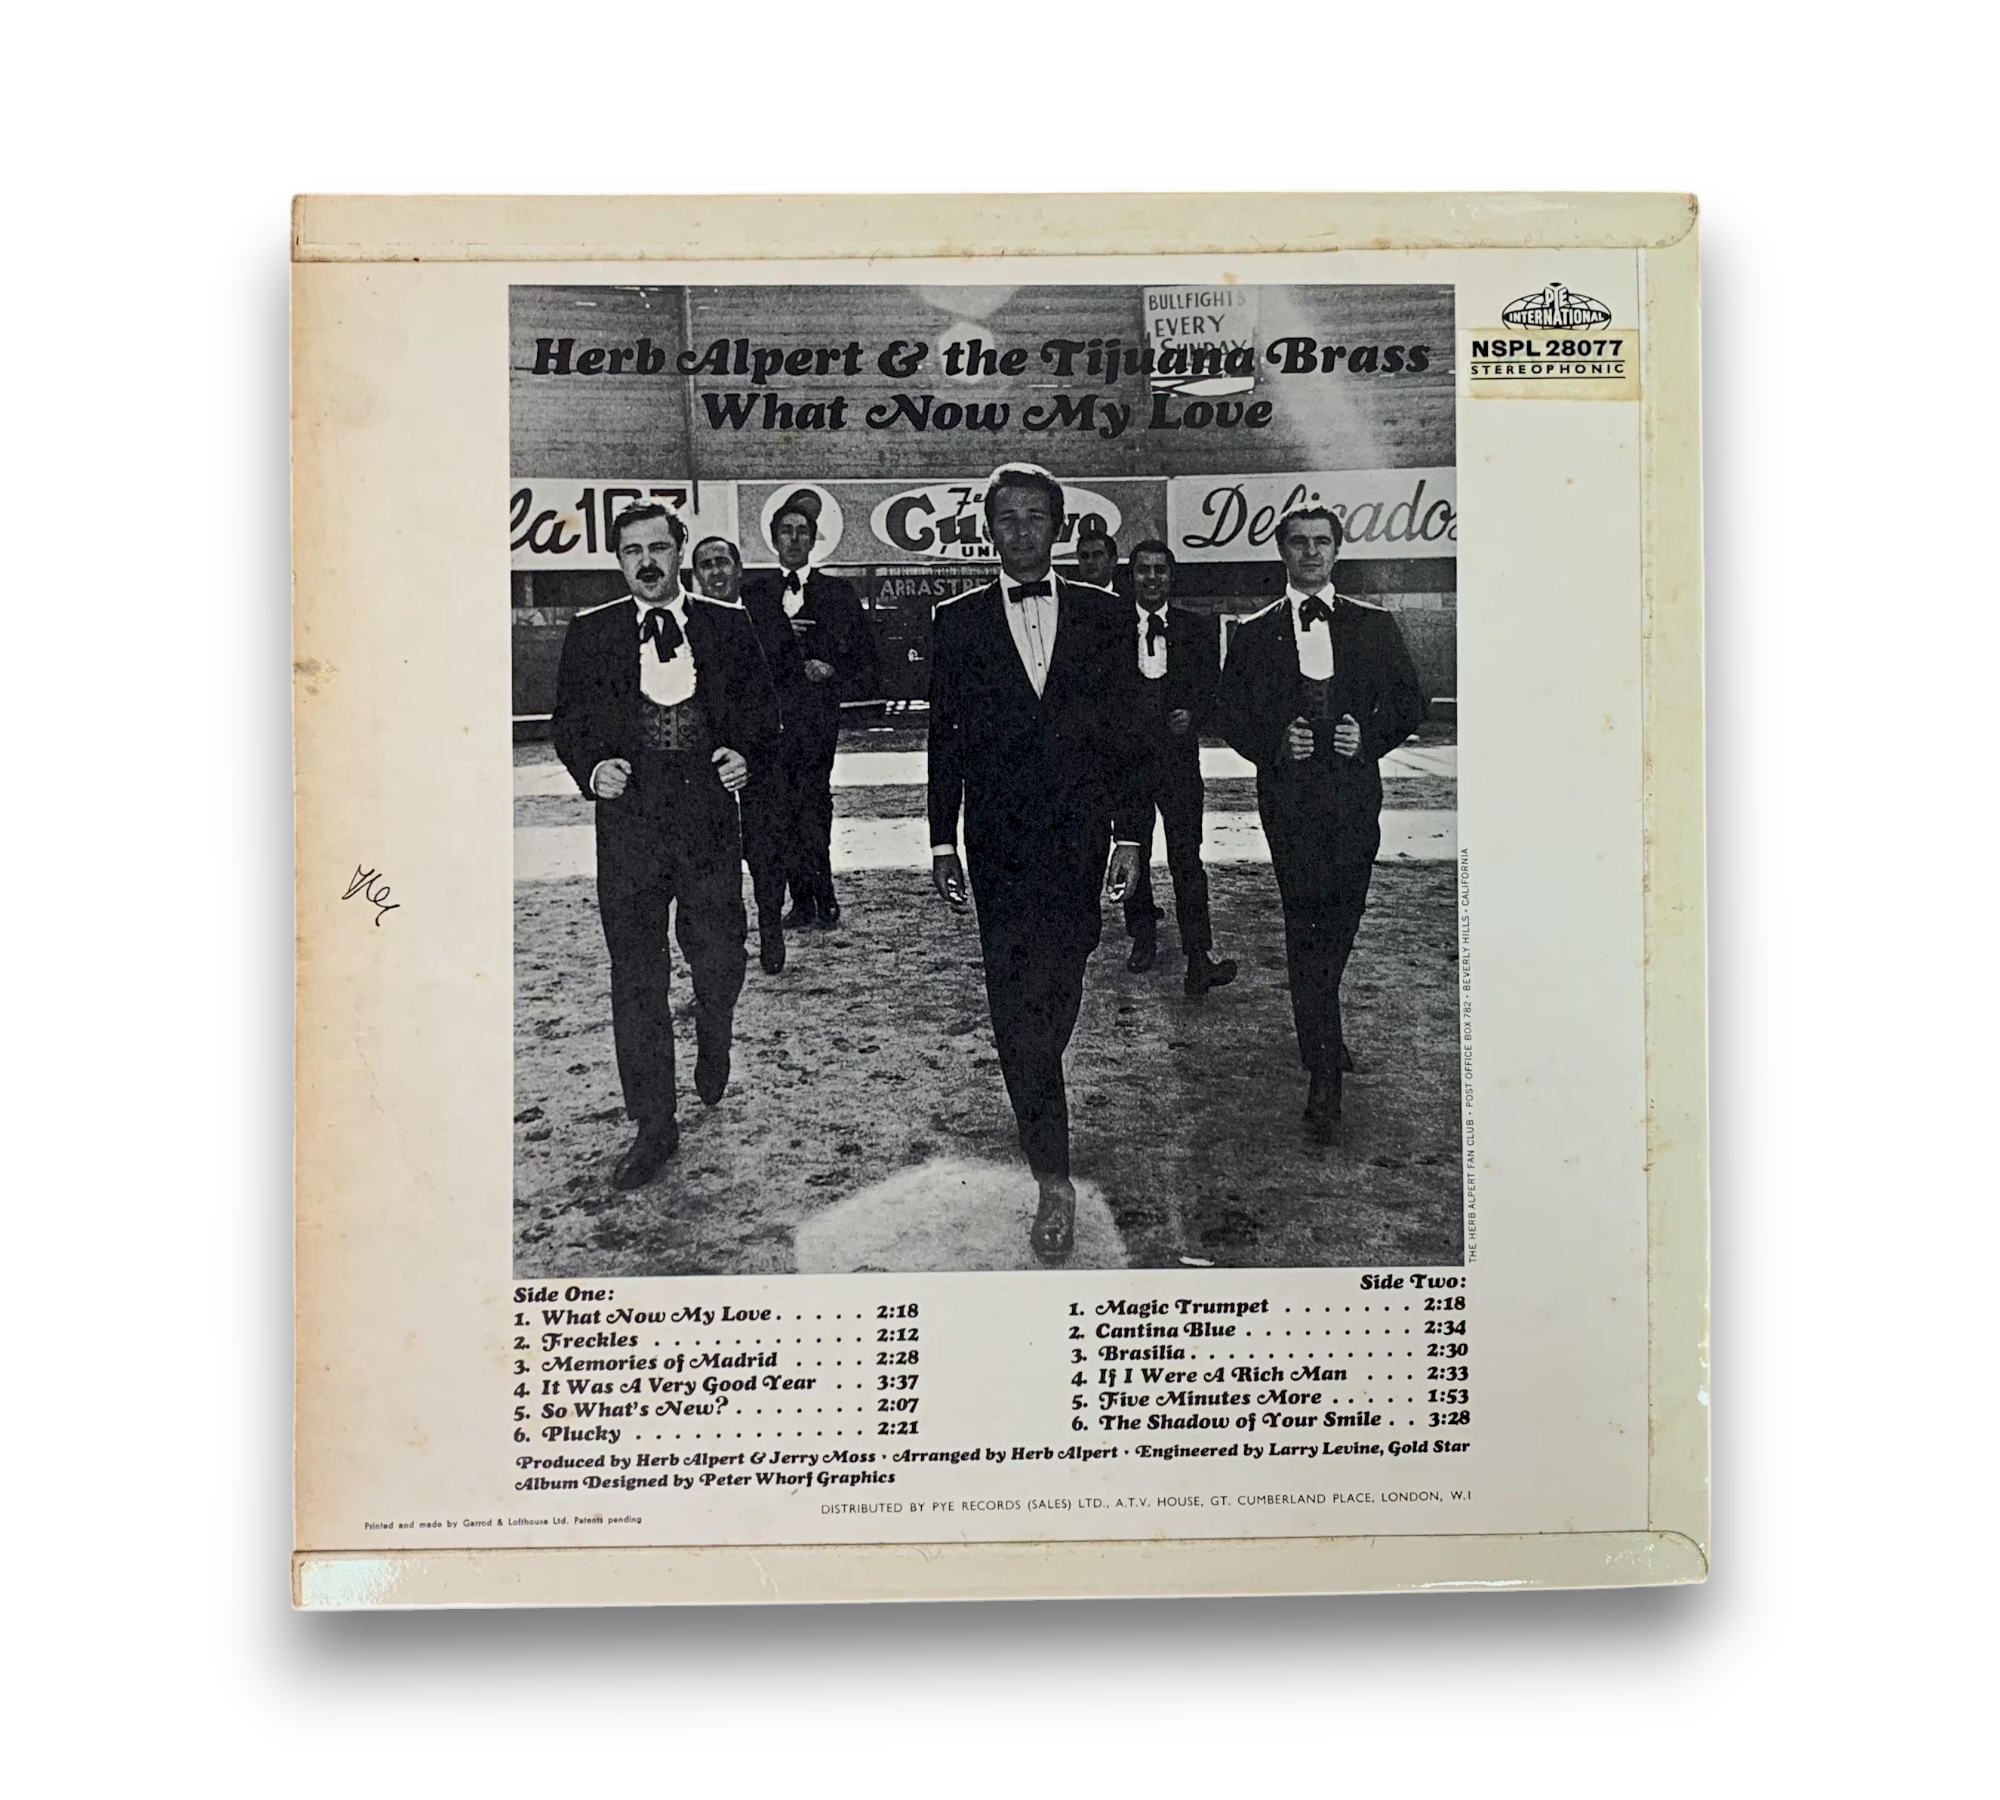 BULLFIGHTS
EVERY
SUNDAY
Herb Alpert & the Tijuana Brass
What Now My Love
PYE
INTERNATIONAL
NSPL 28077
STEREOPHONIC
la 1
Delicados
THE HERB ALPERT FAN CLUB · POST OFFICE BOX 782 · BEVERLY HILLS · CALIFORNIA
Side One:
1. What Now My Love . . . . . 2:18
2. Freckles . . . . . . . . . . . 2:12
3. Memories of Madrid . . . . 2:28
4. It Was A Very Good Year . . 3:37
5. So What's New? . . . . . . . 2:07
6. Plucky . . . . . . . . . . . . 2:21
Side Two:
1. Magic Trumpet . . . . . . . 2:18
2. Cantina Blue . . . . . . . . . 2:34
3. Brasilia . . . . . . . . . . . . 2:30
4. If I Were A Rich Man . . . 2:33
5. Five Minutes More . . . . . 1:53
6. The Shadow of Your Smile . . 3:28
Produced by Herb Alpert & Jerry Moss · Arranged by Herb Alpert · Engineered by Larry Levine, Gold Star
Album Designed by Peter Whorf Graphics
DISTRIBUTED BY PYE RECORDS (SALES) LTD., A.T.V. HOUSE, GT. CUMBERLAND PLACE, LONDON, W.I
Printed and made by Garrod & Lofthouse Ltd. Patents pending